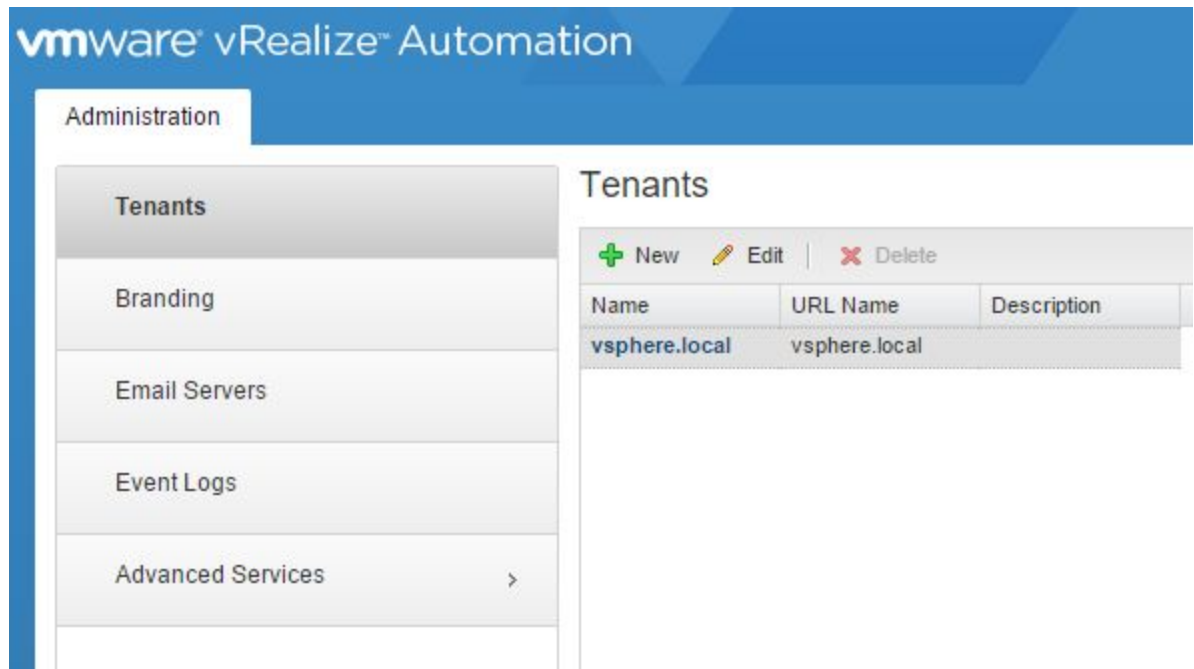 vmware® vRealize™ Automation
Administration
Tenants
Branding
Email Servers
Event Logs
Advanced Services
Tenants
New Edit Delete
Name URL Name Description
vsphere.local vsphere.local